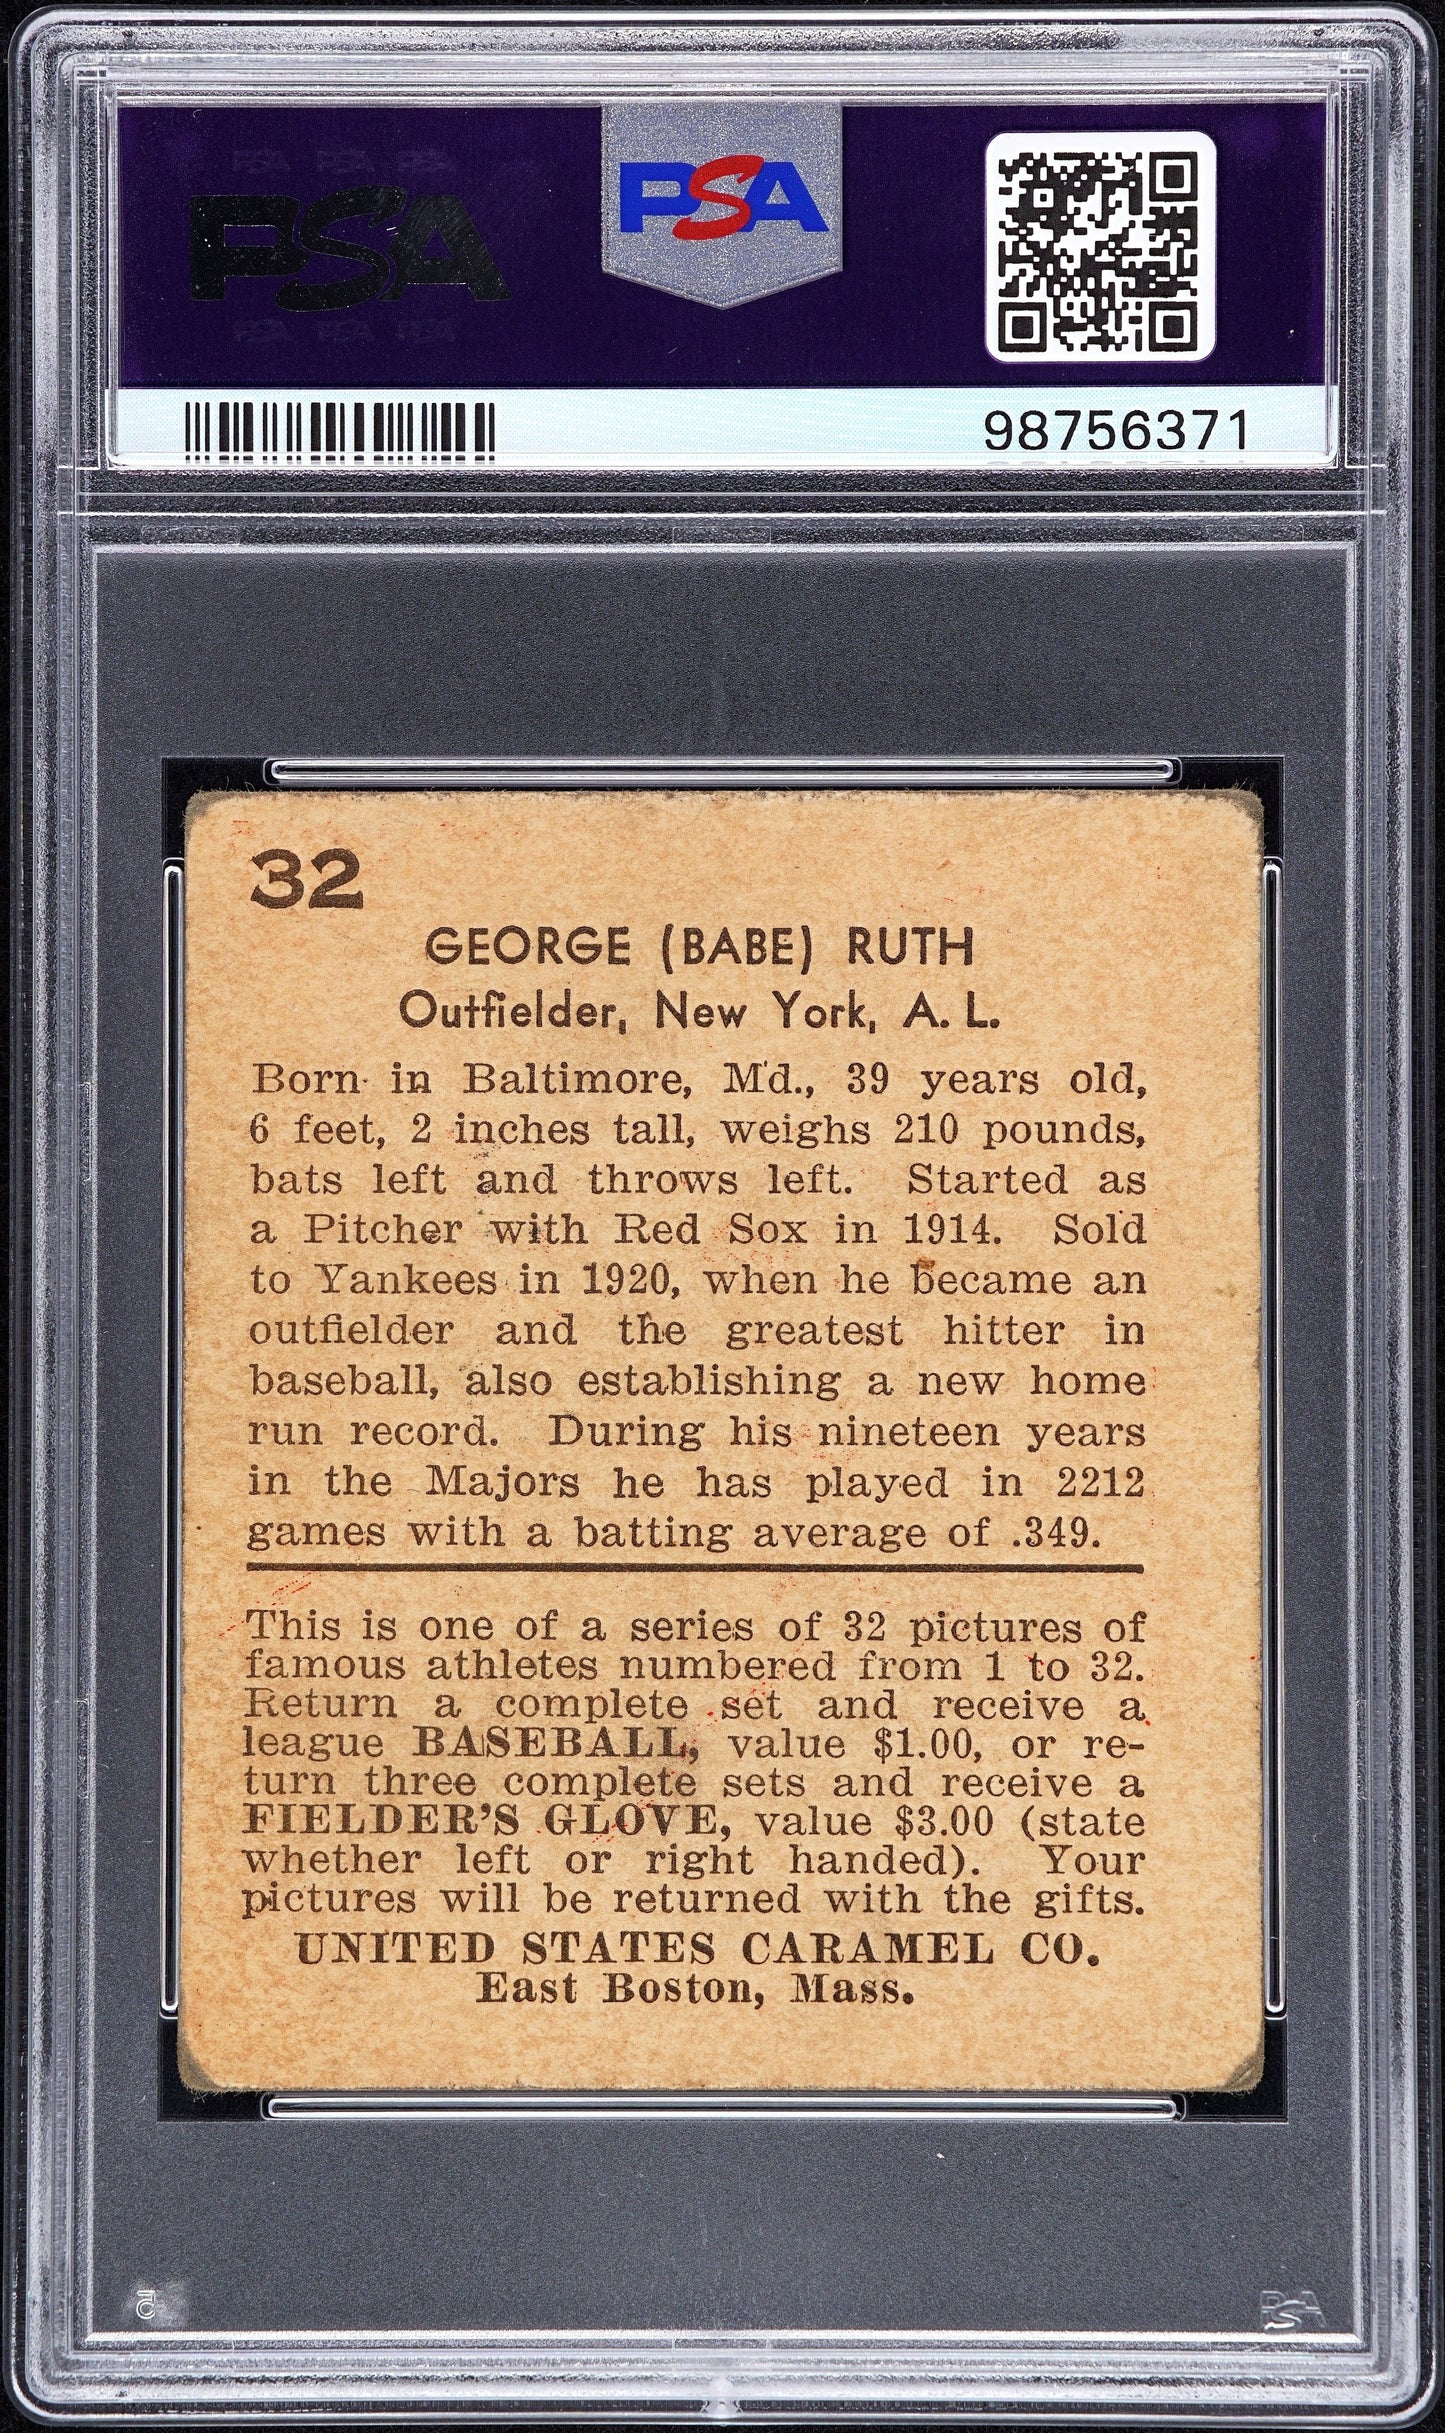 PSA
PSA
98756371
32
GEORGE (BABE) RUTH
Outfielder, New York, A. L.
Born in Baltimore, Md., 39 years old,
6 feet, 2 inches tall, weighs 210 pounds,
bats left and throws left. Started as
a Pitcher with Red Sox in 1914. Sold
to Yankees in 1920, when he became an
outfielder and the greatest hitter in
baseball, also establishing a new home
run record. During his nineteen years
in the Majors he has played in 2212
games with a batting average of .349.
This is one of a series of 32 pictures of
famous athletes numbered from 1 to 32.
Return a complete set and receive a
league BASEBALL, value $1.00, or re-
turn three complete sets and receive a
FIELDER'S GLOVE, value $3.00 (state
whether left or right handed). Your
pictures will be returned with the gifts.
UNITED STATES CARAMEL CO.
East Boston, Mass.
PSA